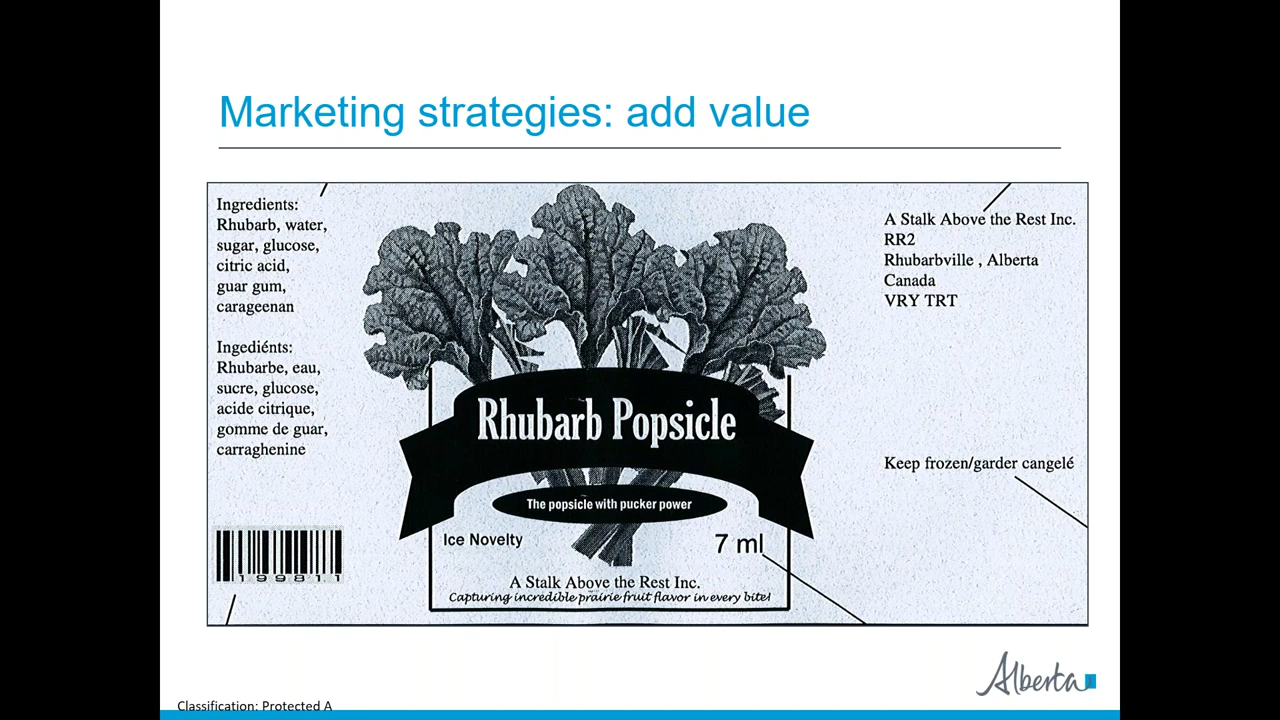 Marketing strategies: add value
Ingredients:
Rhubarb, water,
sugar, glucose,
citric acid,
guar gum,
carageenan
Ingediénts:
Rhubarbe, eau,
sucre, glucose,
acide citrique,
gomme de guar,
carraghenine
199811
Rhubarb Popsicle
The popsicle with pucker power
Ice Novelty
7 ml
A Stalk Above the Rest Inc.
Capturing incredible prairie fruit flavor in every bite!
A Stalk Above the Rest Inc.
RR2
Rhubarbville , Alberta
Canada
VRY TRT
Keep frozen/garder cangelé
Alberta
Classification: Protected A